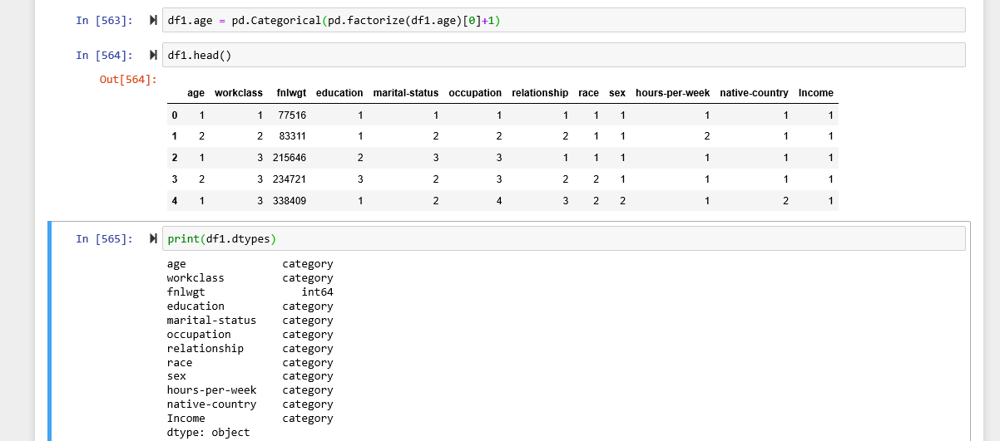 In [563]: df1.age = pd.Categorical(pd.factorize(df1.age)[0]+1)
In [564]: df1.head()
Out[564]:
age workclass fnlwgt education marital-status occupation relationship race sex hours-per-week native-country Income
0 1 1 77516 1 1 1 1 1 1 1 1 1
1 2 2 83311 1 2 2 2 1 1 2 1 1
2 1 3 215646 2 3 3 1 1 1 1 1 1
3 2 3 234721 3 2 3 2 2 1 1 1 1
4 1 3 338409 1 2 4 3 2 2 1 2 1
In [565]: print(df1.dtypes)
age category
workclass category
fnlwgt int64
education category
marital-status category
occupation category
relationship category
race category
sex category
hours-per-week category
native-country category
Income category
dtype: object